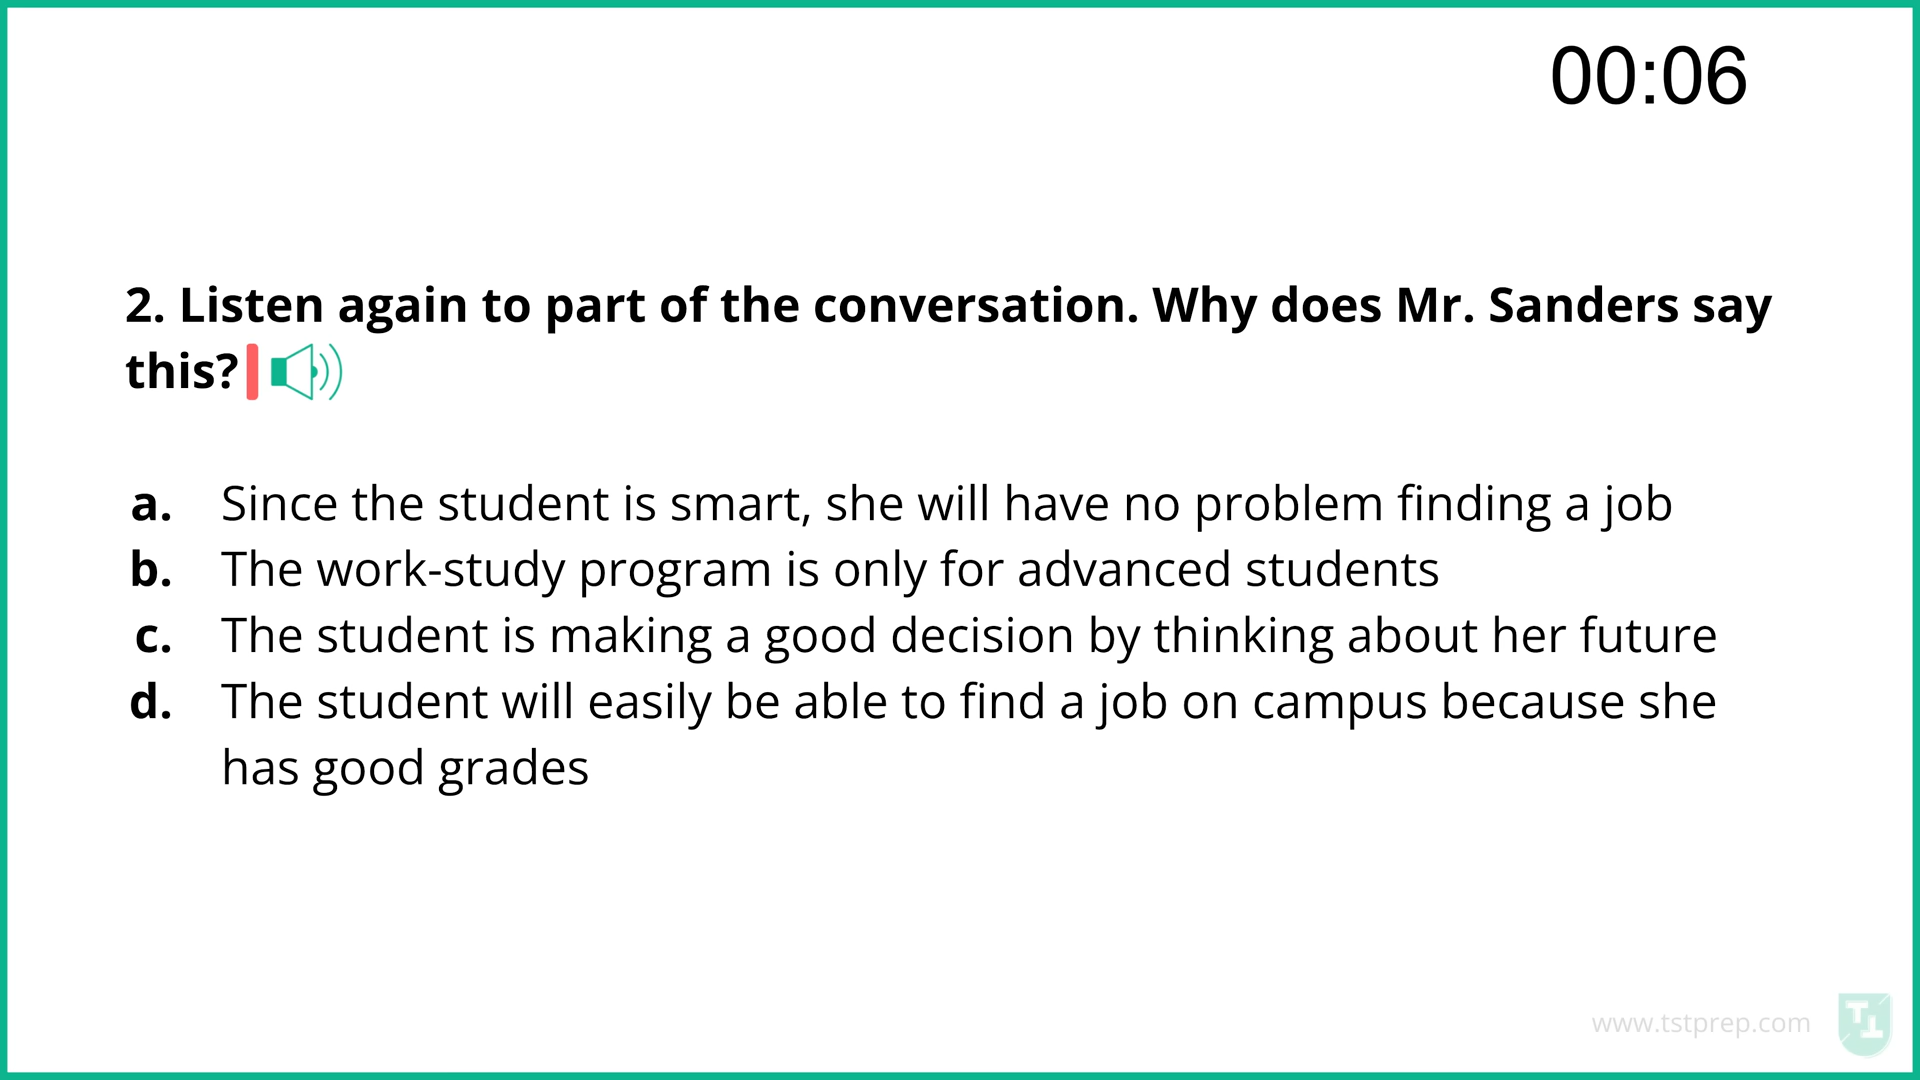 00:06
2. Listen again to part of the conversation. Why does Mr. Sanders say
this?
a. Since the student is smart, she will have no problem finding a job
b. The work-study program is only for advanced students
c. The student is making a good decision by thinking about her future
d. The student will easily be able to find a job on campus because she
has good grades
www.tstprep.com